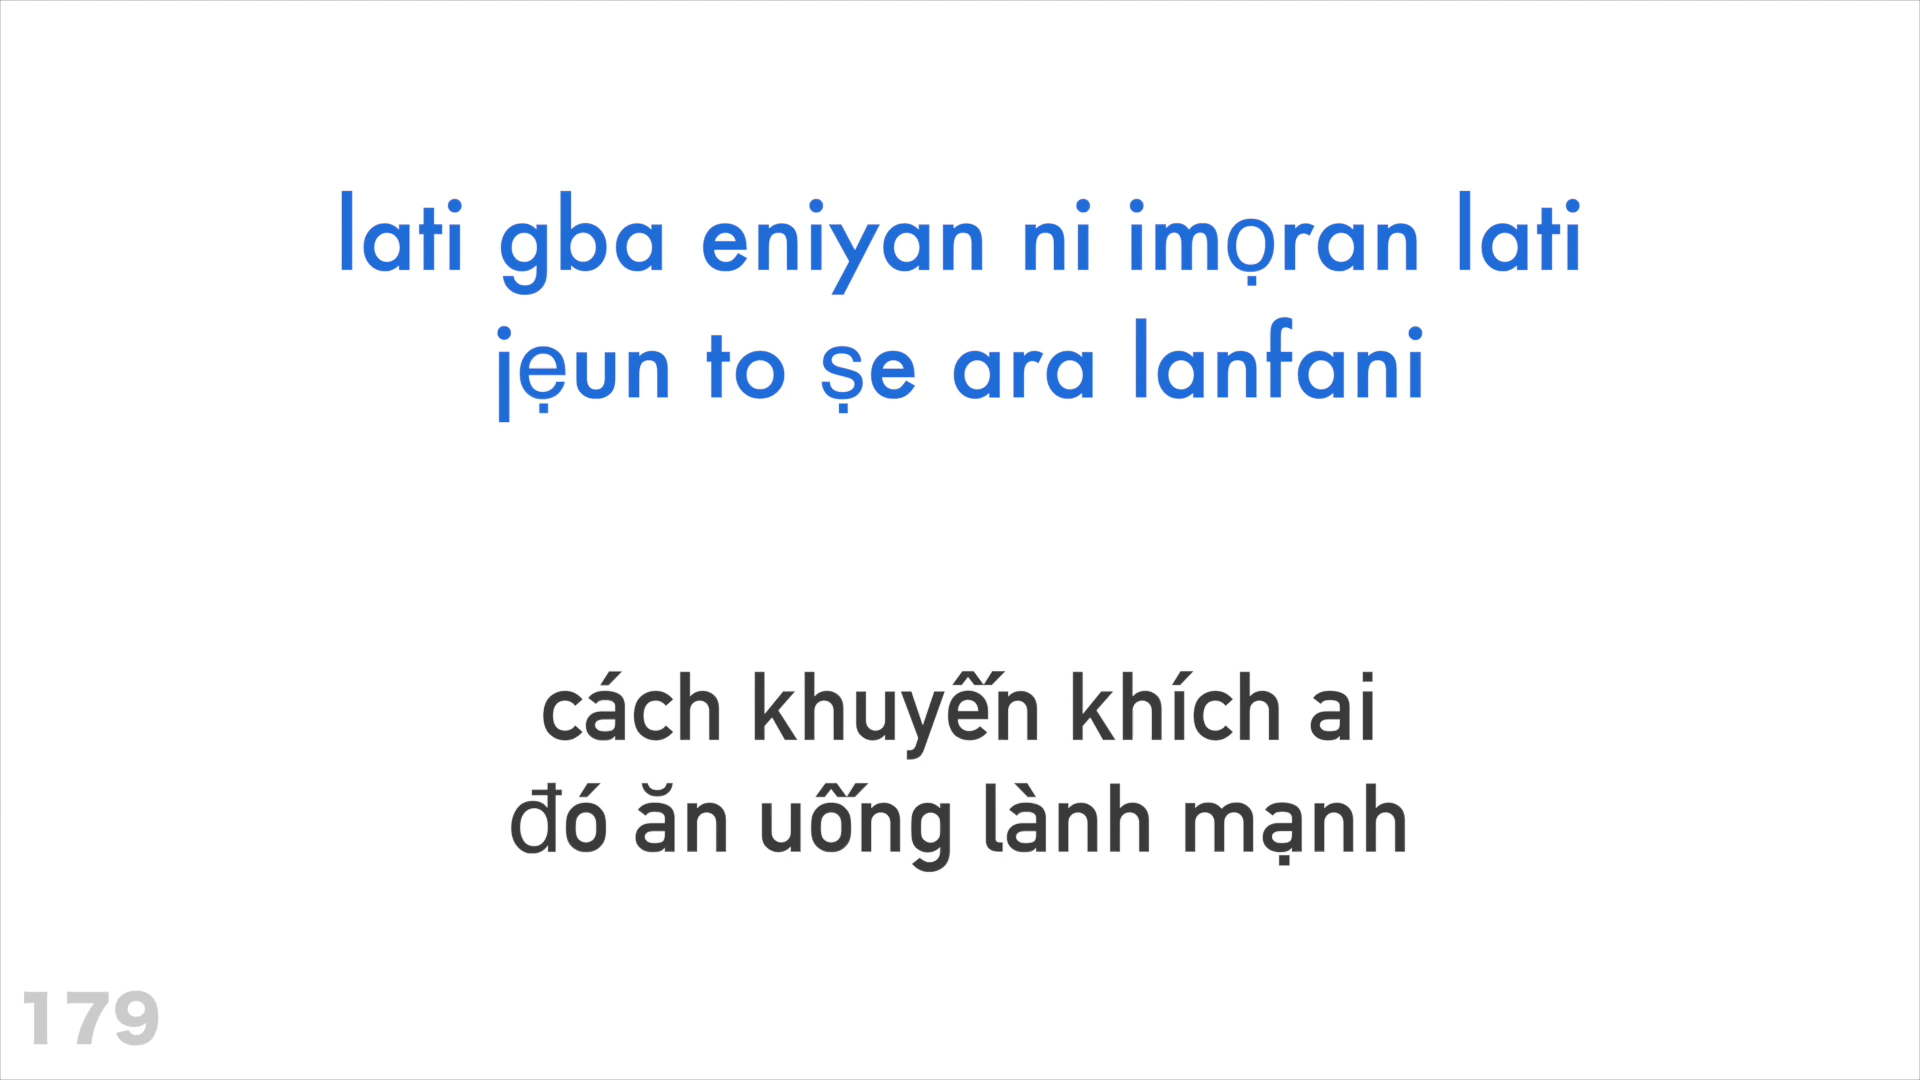 lati gba eniyan ni imọran lati
jẹun to ṣe ara lanfani
cách khuyến khích ai
đó ăn uống lành mạnh
179